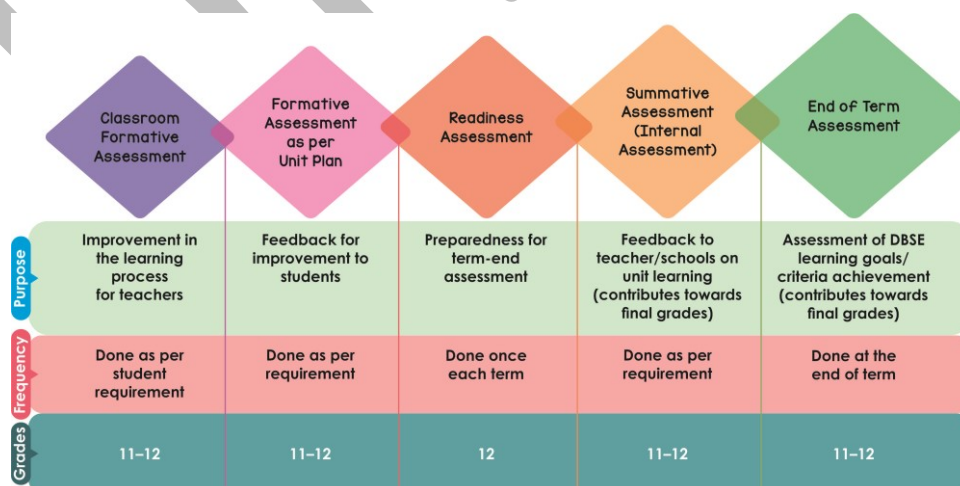 Classroom
Formative
Assessment
Formative
Assessment
as per
Unit Plan
Readiness
Assessment
Summative
Assessment
(Internal
Assessment)
End of Term
Assessment
Purpose
Improvement in
the learning
process
for teachers
Feedback for
improvement to
students
Preparedness for
term-end
assessment
Feedback to
teacher/schools on
unit learning
(contributes towards
final grades)
Assessment of DBSE
learning goals/
criteria achievement
(contributes towards
final grades)
Frequency
Done as per
student
requirement
Done as per
requirement
Done once
each term
Done as per
requirement
Done at the
end of term
Grades
11–12
11–12
12
11–12
11–12